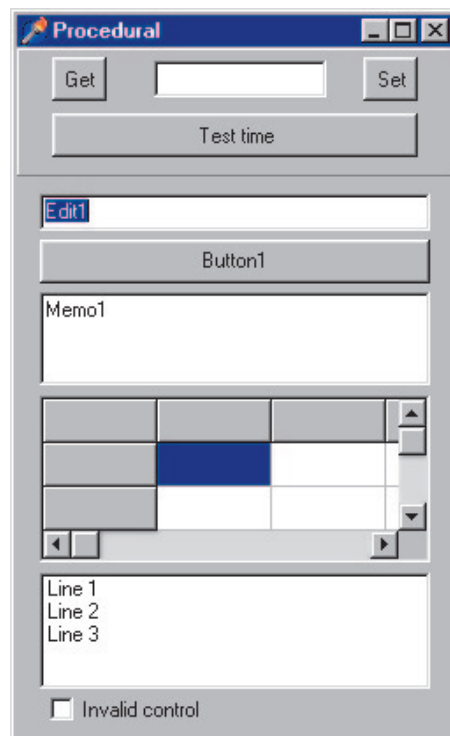 Procedural
Get Set
Test time
Edit1
Button1
Memo1
Line 1
Line 2
Line 3
Invalid control